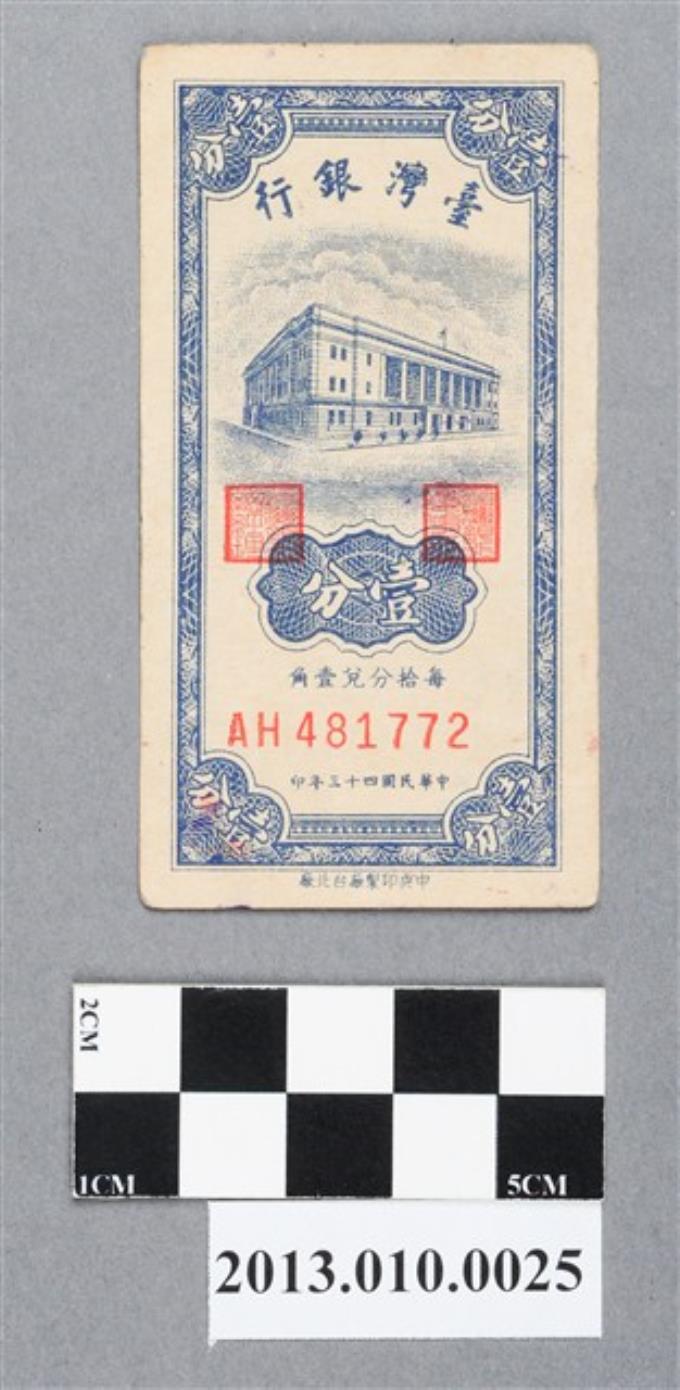 壹分
壹分
臺灣銀行
壹分
每拾分兌壹角
AH 481772
中華民國四十三年印
壹分
壹分
中央印製廠台北廠
2CM
1CM
5CM
2013.010.0025